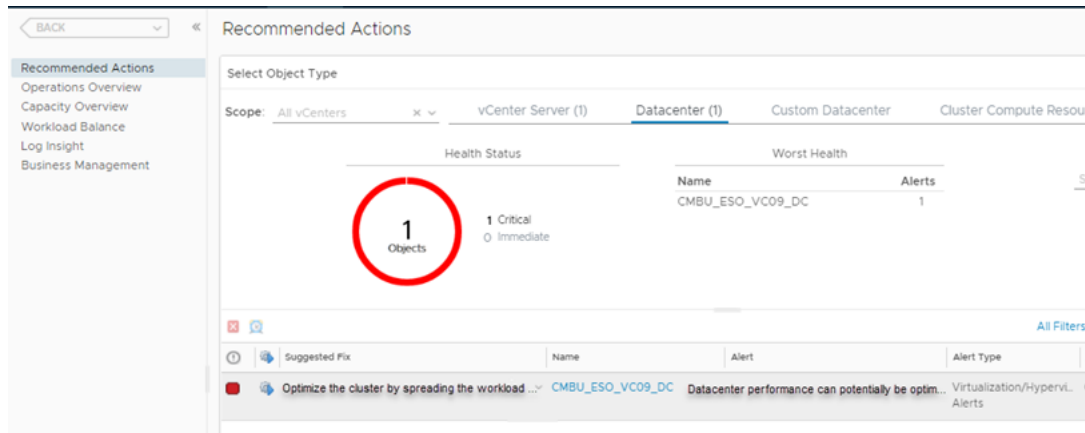 BACK
Recommended Actions
Recommended Actions
Operations Overview
Capacity Overview
Workload Balance
Log Insight
Business Management
Select Object Type
Scope: All vCenters
vCenter Server (1)
Datacenter (1)
Custom Datacenter
Cluster Compute Resou
Health Status
1
Objects
1 Critical
0 Immediate
Worst Health
Name Alerts
CMBU_ESO_VC09_DC 1
S
All Filters
Suggested Fix Name Alert Alert Type
Optimize the cluster by spreading the workload ... CMBU_ESO_VC09_DC Datacenter performance can potentially be optim... Virtualization/Hypervi..
Alerts